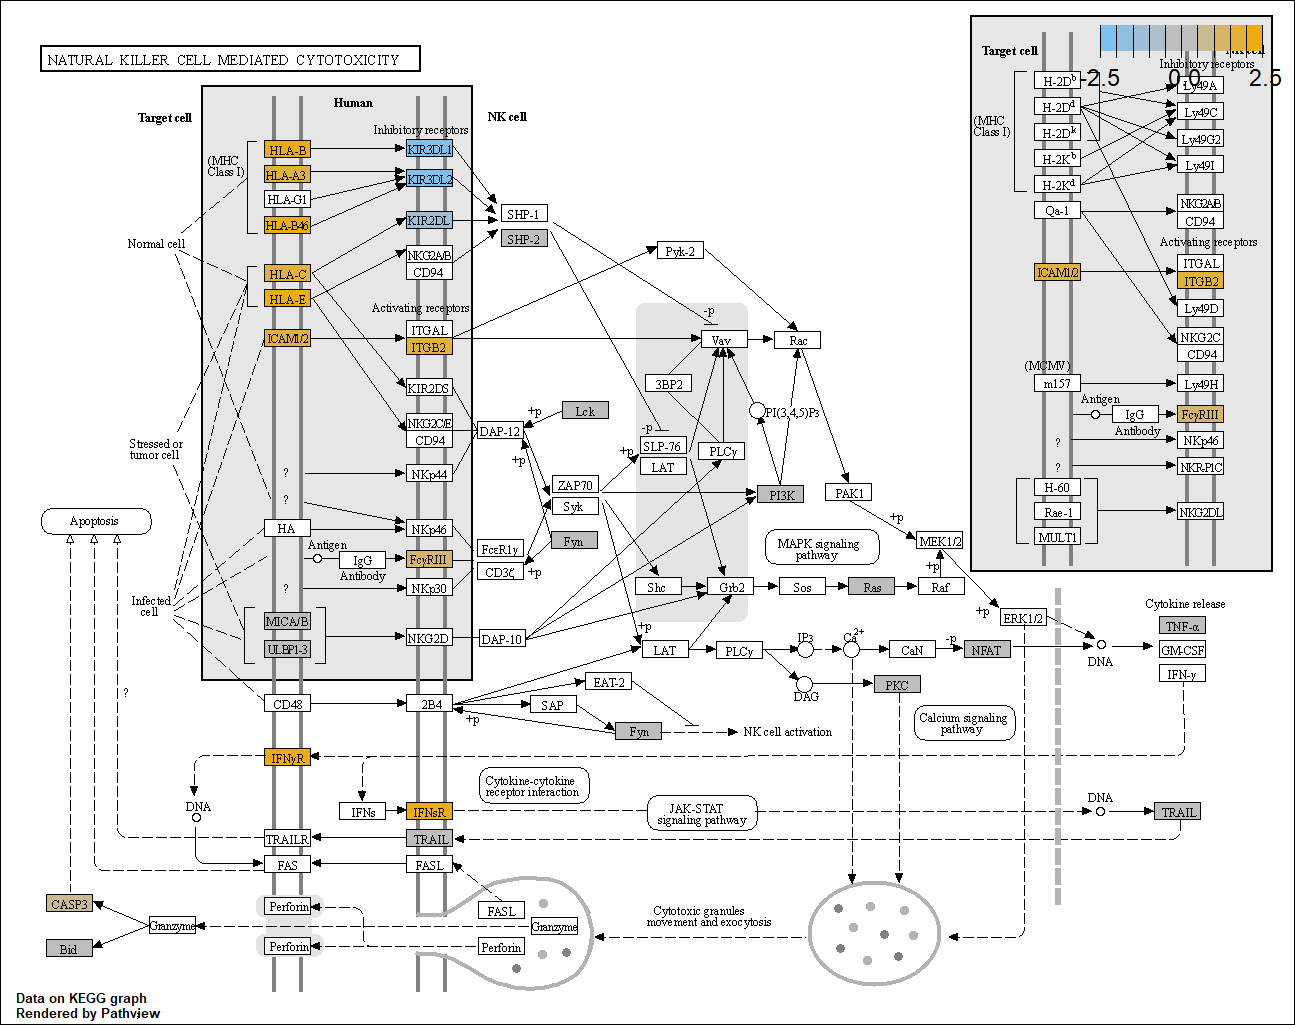 NATURAL KILLER CELL MEDIATED CYTOTOXICITY
Target cell
Human
NK cell
Inhibitory receptors
(MHC
Class I)
HLA-B
KIR3DL1
HLA-A3
KIR3DL2
HLA-G1
HLA-B46
KIR2DL
SHP-1
SHP-2
Normal cell
NKG2A/B
CD94
HLA-C
HLA-E
Pyk-2
Activating receptors
ICAM1/2
ITGAL
ITGB2
-p
Vav
Rac
3BP2
KIR2DS
NKG2C/E
CD94
DAP-12
+p
Lck
PI(3,4,5)P3
-p
SLP-76
LAT
PLCγ
+p
+p
Stressed or
tumor cell
?
NKp44
ZAP70
Syk
PI3K
PAK1
?
Apoptosis
HA
NKp46
Fyn
+p
MEK1/2
Antigen
IgG
Antibody
FcγRIII
FcεR1γ
CD3ζ
+p
MAPK signaling
pathway
+p
?
NKp30
Shc
Grb2
Sos
Ras
Raf
Infected
cell
MICA/B
ULBP1-3
NKG2D
DAP-10
+p
+p
ERK1/2
LAT
PLCγ
IP3
Ca2+
CaN
-p
NFAT
DNA
Cytokine release
TNF-α
GM-CSF
IFN-γ
DAG
PKC
?
EAT-2
CD48
2B4
SAP
+p
Fyn
NK cell activation
Calcium signaling
pathway
IFNγR
Cytokine-cytokine
receptor interaction
DNA
IFNs
IFNsR
JAK-STAT
signaling pathway
DNA
TRAIL
TRAILR
TRAIL
FAS
FASL
CASP3
Bid
Granzyme
Perforin
Perforin
FASL
Granzyme
Perforin
Cytotoxic granules
movement and exocytosis
Target cell
NK cell
-2.5
0.0
2.5
Inhibitory receptors
(MHC
Class I)
H-2Db
Ly49A
H-2Dd
Ly49C
H-2Dk
Ly49G2
H-2Kb
Ly49I
H-2Kd
Qa-1
NKG2A/B
CD94
Activating receptors
ICAM1/2
ITGAL
ITGB2
Ly49D
NKG2C
CD94
(MCMV)
m157
Ly49H
Antigen
IgG
Antibody
FcγRIII
?
NKp46
?
NKR-P1C
H-60
Rae-1
MULT1
NKG2DL
Data on KEGG graph
Rendered by Pathview